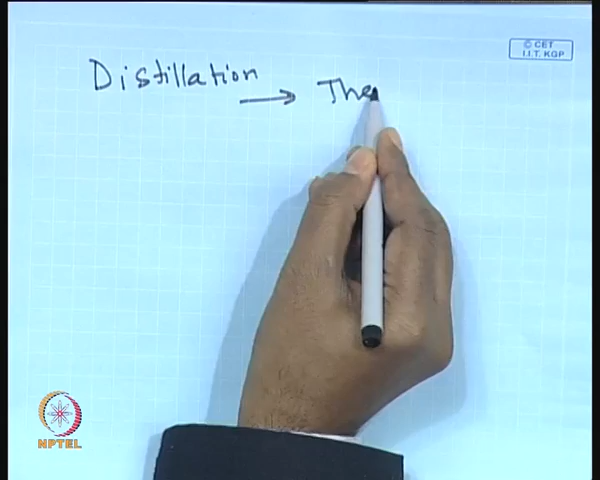 © CET
I.I.T. KGP
Distillation → The
NPTEL